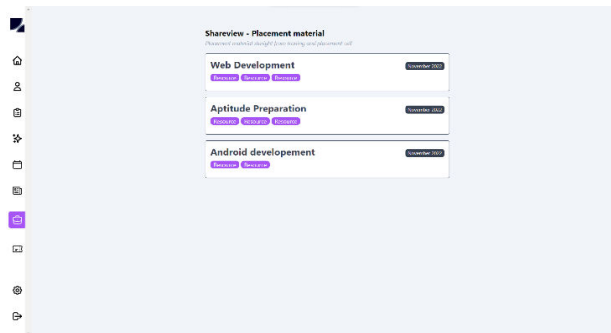 Shareview - Placement material
Placement material straight from training and placement cell
Web Development
November 2022
Resource Resource Resource
Aptitude Preparation
November 2022
Resource Resource Resource
Android developement
November 2022
Resource Resource